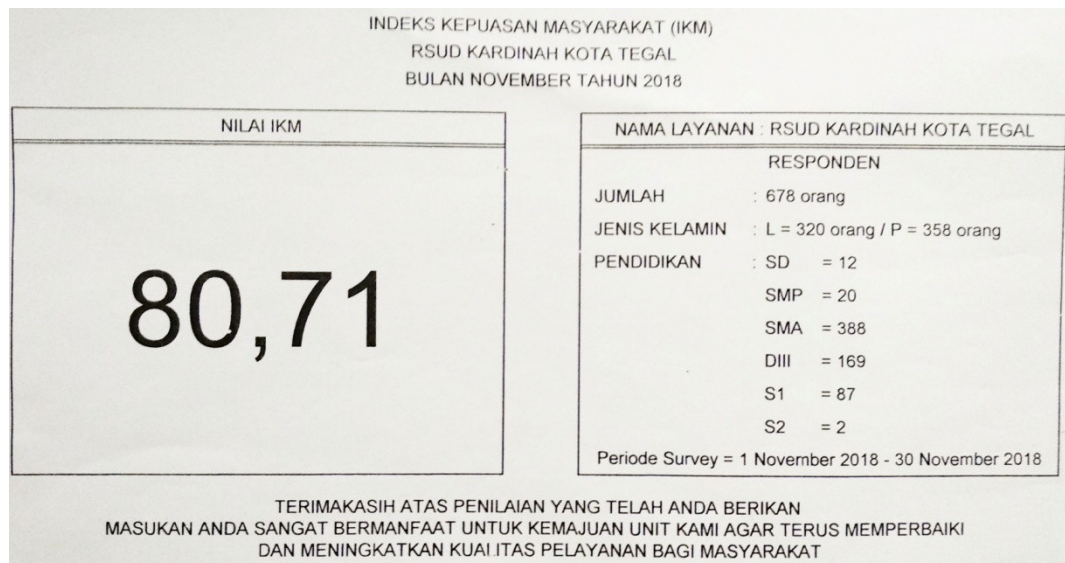 INDEKS KEPUASAN MASYARAKAT (IKM)
RSUD KARDINAH KOTA TEGAL
BULAN NOVEMBER TAHUN 2018
NILAI IKM
80,71
NAMA LAYANAN : RSUD KARDINAH KOTA TEGAL
RESPONDEN
JUMLAH : 678 orang
JENIS KELAMIN : L = 320 orang / P = 358 orang
PENDIDIKAN : SD = 12
SMP = 20
SMA = 388
DIII = 169
S1 = 87
S2 = 2
Periode Survey = 1 November 2018 - 30 November 2018
TERIMAKASIH ATAS PENILAIAN YANG TELAH ANDA BERIKAN
MASUKAN ANDA SANGAT BERMANFAAT UNTUK KEMAJUAN UNIT KAMI AGAR TERUS MEMPERBAIKI
DAN MENINGKATKAN KUALITAS PELAYANAN BAGI MASYARAKAT